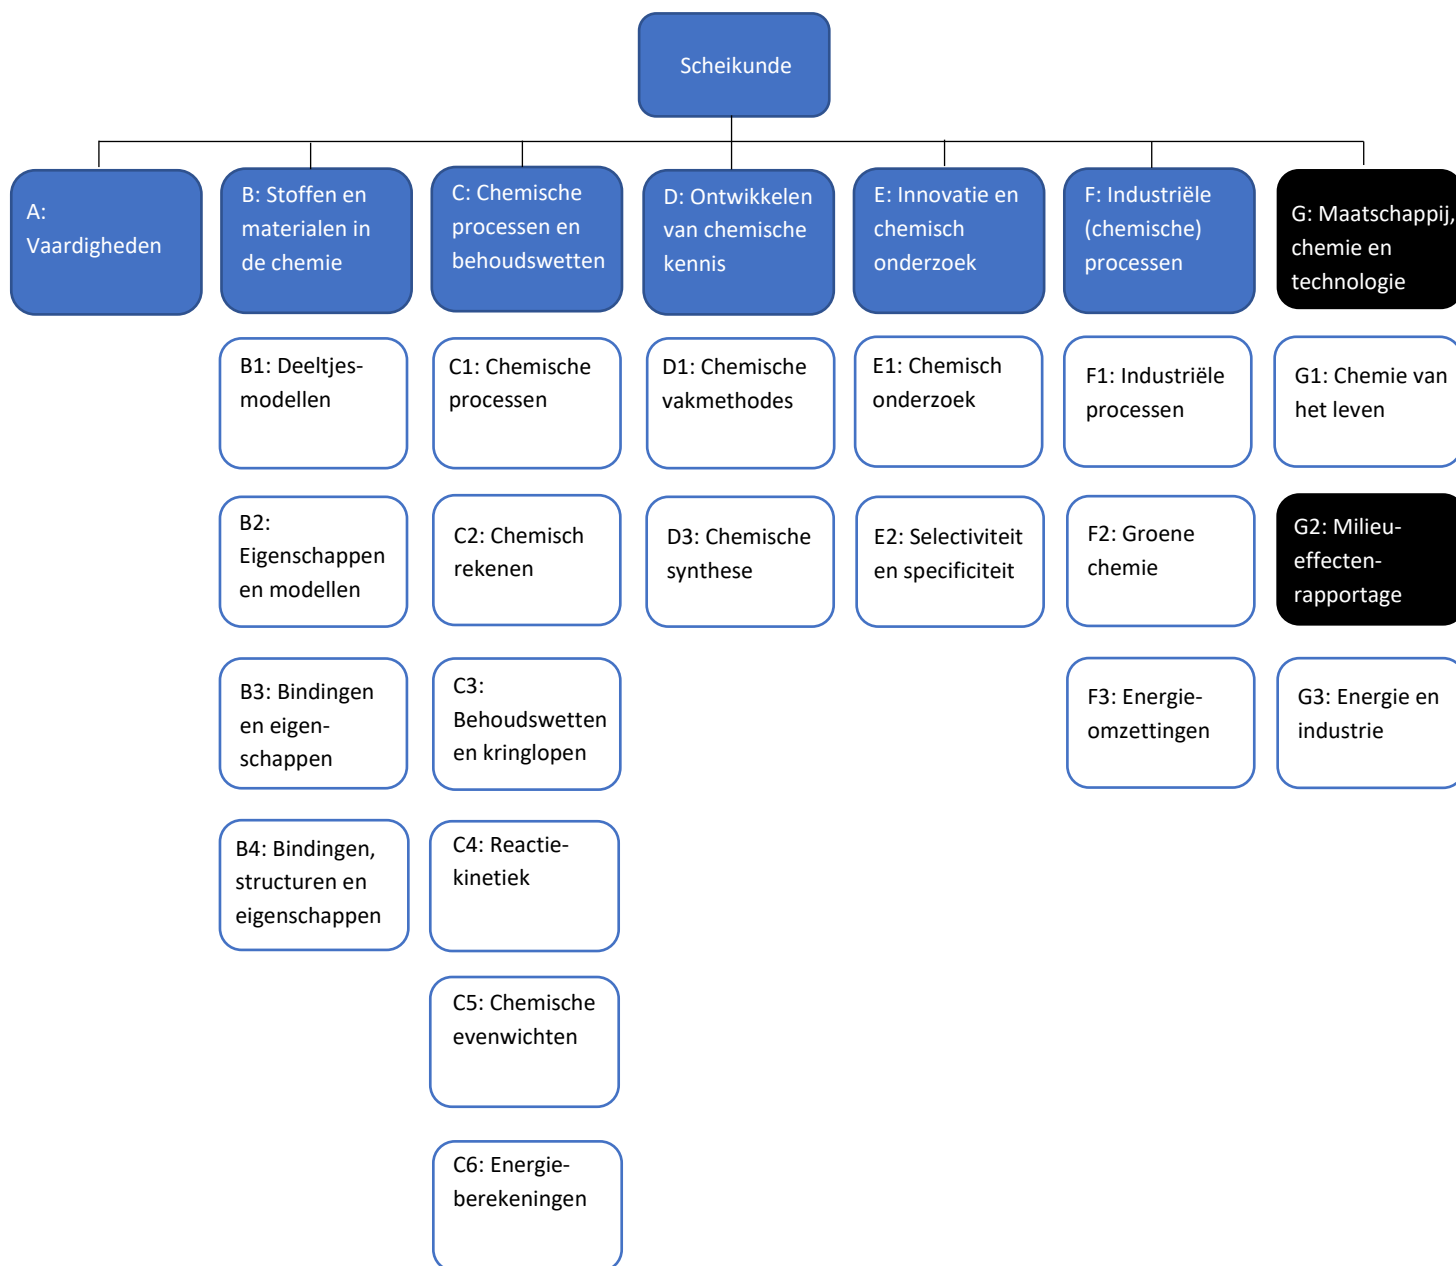 Scheikunde
A:
Vaardigheden
B: Stoffen en
materialen in
de chemie
C: Chemische
processen en
behoudswetten
D: Ontwikkelen
van chemische
kennis
E: Innovatie en
chemisch
onderzoek
F: Industriële
(chemische)
processen
G: Maatschappij,
chemie en
technologie
B1: Deeltjes-
modellen
C1: Chemische
processen
D1: Chemische
vakmethodes
E1: Chemisch
onderzoek
F1: Industriële
processen
G1: Chemie van
het leven
B2:
Eigenschappen
en modellen
C2: Chemisch
rekenen
D3: Chemische
synthese
E2: Selectiviteit
en specificiteit
F2: Groene
chemie
G2: Milieu-
effecten-
rapportage
B3: Bindingen
en eigen-
schappen
C3:
Behoudswetten
en kringlopen
F3: Energie-
omzettingen
G3: Energie en
industrie
B4: Bindingen,
structuren en
eigenschappen
C4: Reactie-
kinetiek
C5: Chemische
evenwichten
C6: Energie-
berekeningen